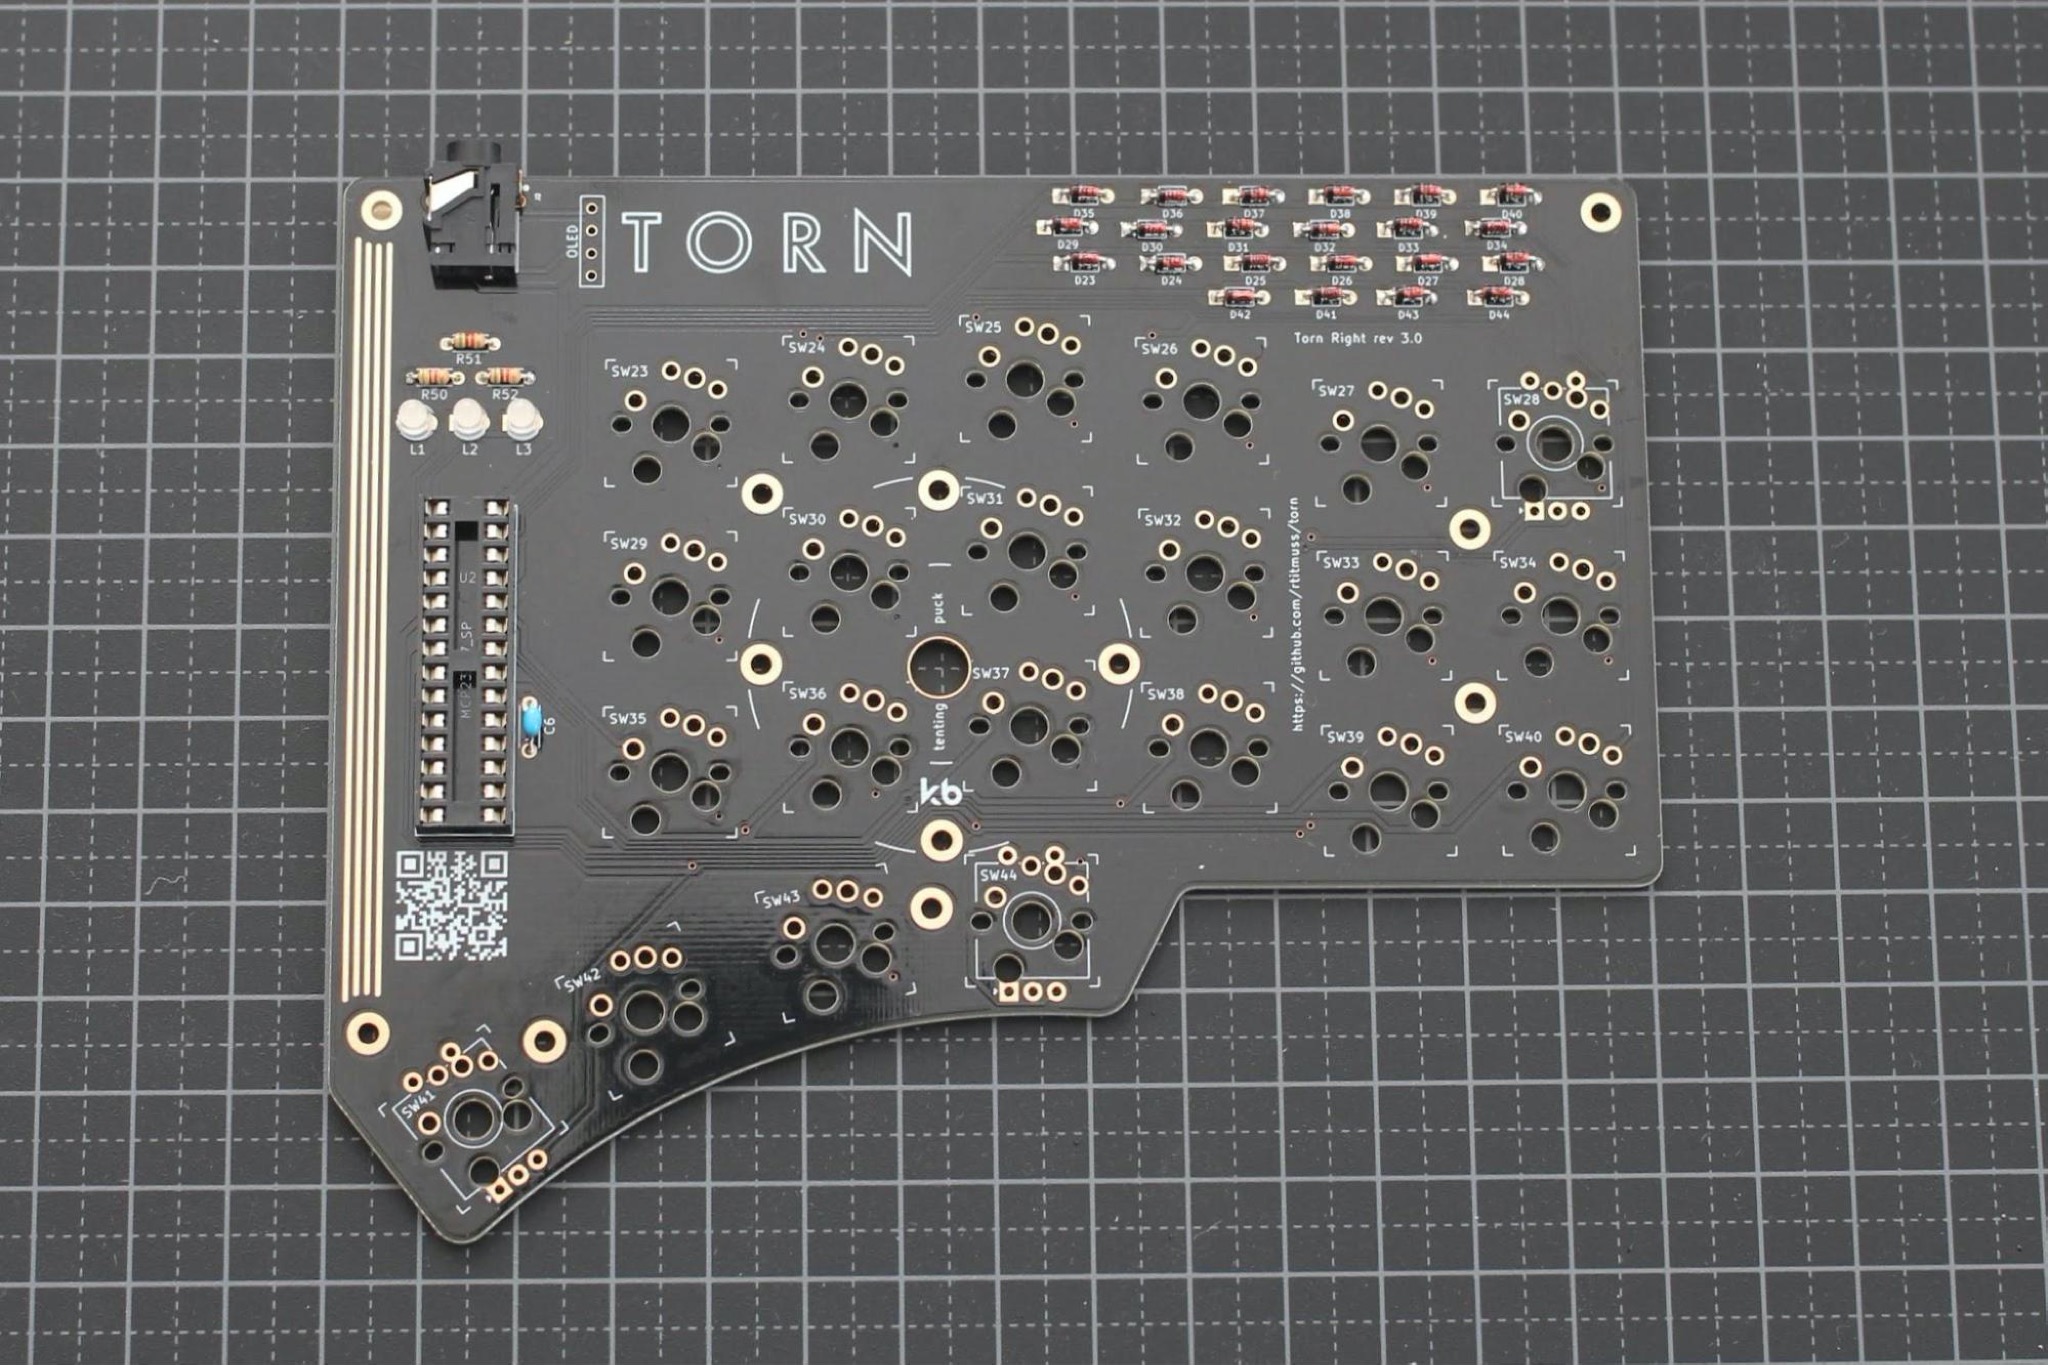 TORN
OLED
D35 D36 D37 D38 D39 D40
D29 D30 D31 D32 D33 D34
D23 D24 D25 D26 D27 D28
D42 D41 D43 D44
Torn Right rev 3.0
R51
R50 R52
L1 L2 L3
SW23 SW24 SW25 SW26 SW27 SW28
U2
7_SP
MCP23
C6
SW29 SW30 SW31 SW32 SW33 SW34
https://github.com/rtitmuss/torn
tenting puck
SW35 SW36 SW37 SW38 SW39 SW40
kb
SW41 SW42 SW43 SW44